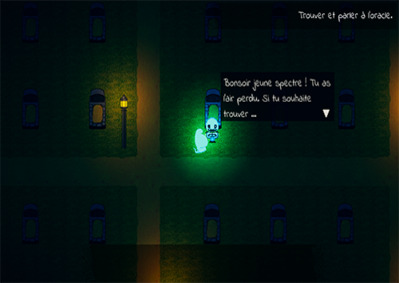 Trouver et parler à l'oracle.
Bonsoir jeune spectre ! Tu as
l'air perdu. Si tu souhaite
trouver ...